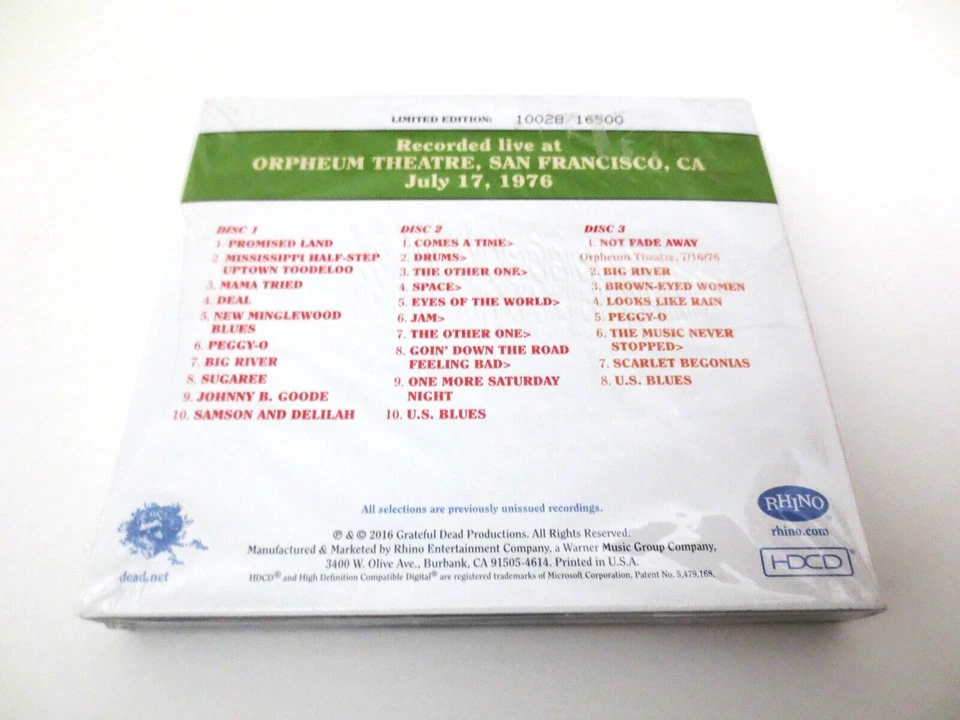 LIMITED EDITION: 10028/16500
Recorded live at
ORPHEUM THEATRE, SAN FRANCISCO, CA
July 17, 1976
DISC 1
1. PROMISED LAND
2 MISSISSIPPI HALF-STEP
UPTOWN TOODELOO
3. MAMA TRIED
4. DEAL
5. NEW MINGLEWOOD
BLUES
6. PEGGY-O
7. BIG RIVER
8. SUGAREE
9. JOHNNY B. GOODE
10. SAMSON AND DELILAH
DISC 2
1. COMES A TIME>
2. DRUMS>
3. THE OTHER ONE>
4. SPACE>
5. EYES OF THE WORLD>
6. JAM>
7. THE OTHER ONE>
8. GOIN' DOWN THE ROAD
FEELING BAD>
9. ONE MORE SATURDAY
NIGHT
10. U.S. BLUES
DISC 3
1. NOT FADE AWAY
Orpheum Theatre, 7/16/76
2. BIG RIVER
3. BROWN-EYED WOMEN
4. LOOKS LIKE RAIN
5. PEGGY-O
6. THE MUSIC NEVER
STOPPED>
7. SCARLET BEGONIAS
8. U.S. BLUES
All selections are previously unissued recordings.
℗ & © 2016 Grateful Dead Productions. All Rights Reserved.
Manufactured & Marketed by Rhino Entertainment Company, a Warner Music Group Company,
3400 W. Olive Ave., Burbank, CA 91505-4614. Printed in U.S.A.
HDCD® and High Definition Compatible Digital® are registered trademarks of Microsoft Corporation, Patent No. 5,479,168.
dead.net
RHINO
rhino.com
HDCD®